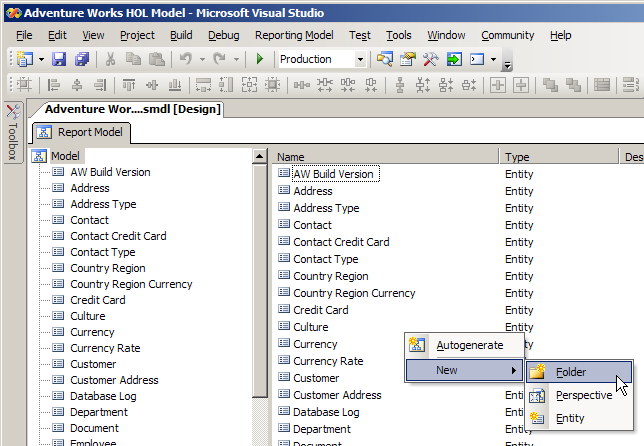 Adventure Works HOL Model - Microsoft Visual Studio
File Edit View Project Build Debug Reporting Model Test Tools Window Community Help
Production
Toolbox
Adventure Wor....smdl [Design]
Report Model
Model
AW Build Version
Address
Address Type
Contact
Contact Credit Card
Contact Type
Country Region
Country Region Currency
Credit Card
Culture
Currency
Currency Rate
Customer
Customer Address
Database Log
Department
Document
Employee
Name Type Des
AW Build Version Entity
Address Entity
Address Type Entity
Contact Entity
Contact Credit Card Entity
Contact Type Entity
Country Region Entity
Country Region Currency Entity
Credit Card Entity
Culture Entity
Currency
Currency Rate
Customer
Customer Address
Database Log
Department Entity
Document Entity
Autogenerate
New
Folder
Perspective
Entity